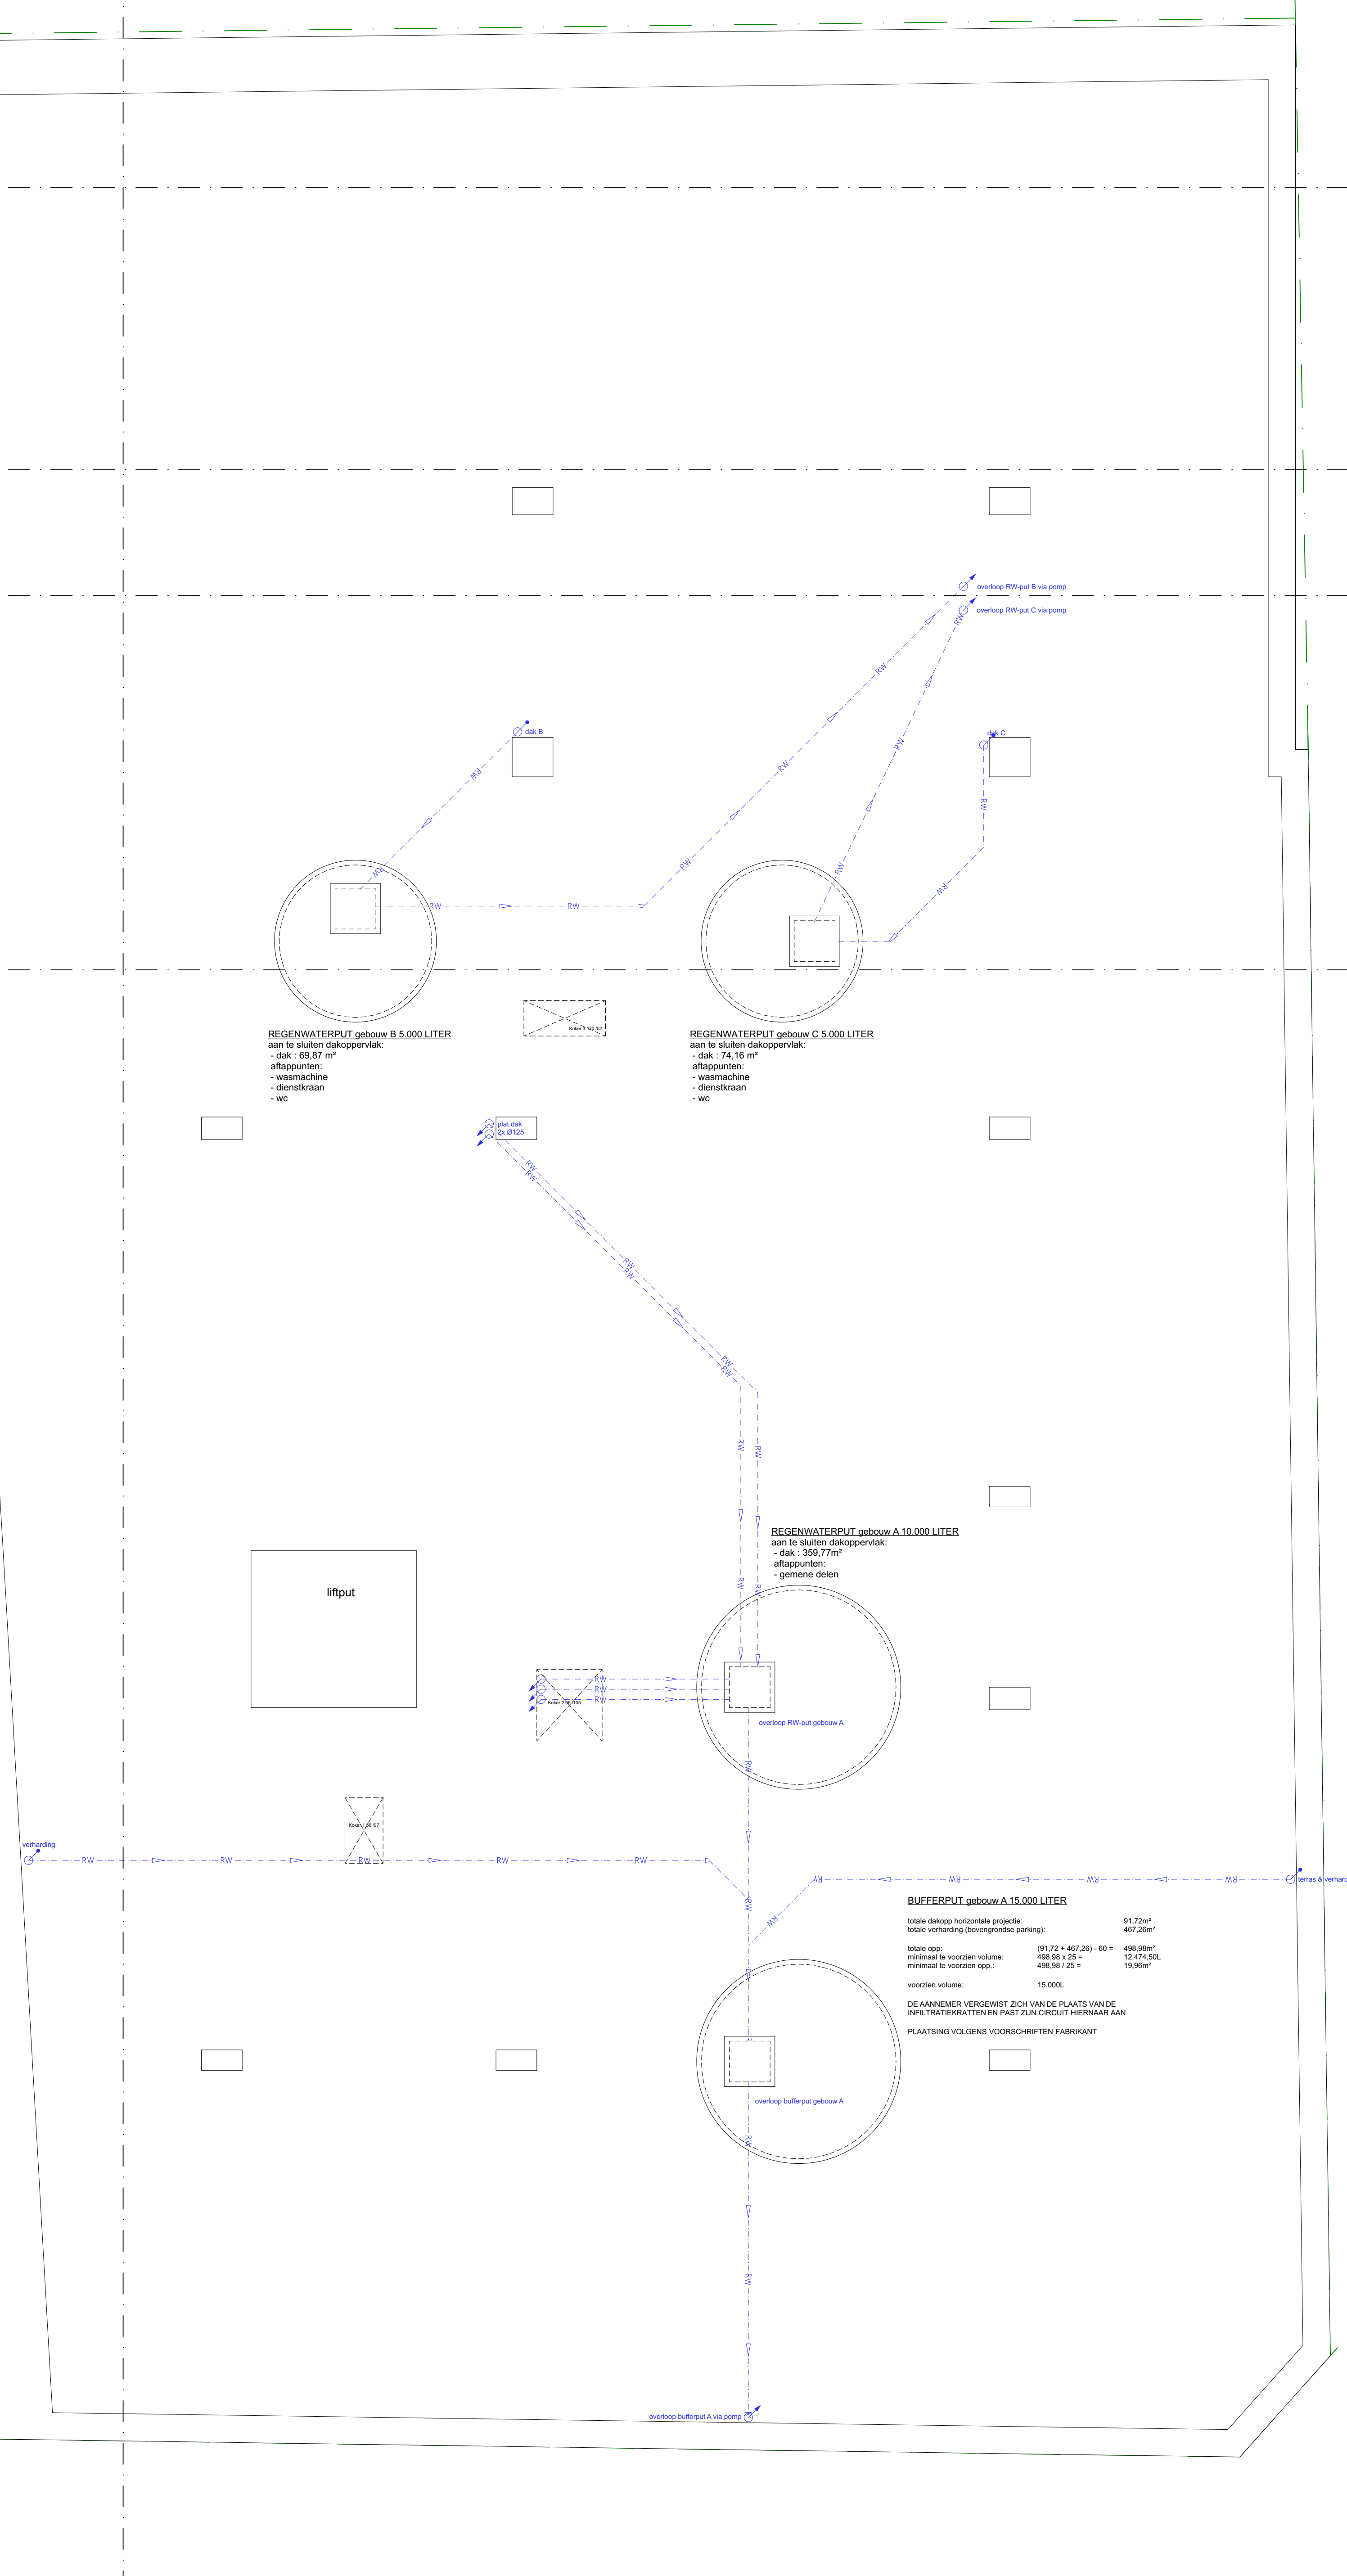 overloop RW-put B via pomp
overloop RW-put C via pomp
dak B
dak C
RW
RW
RW
RW
RW
RW
RW
RW
RW
RW
RW
RW
Koker 3 120 /52
REGENWATERPUT gebouw B 5.000 LITER
aan te sluiten dakoppervlak:
- dak : 69,87 m²
aftappunten:
- wasmachine
- dienstkraan
- wc
REGENWATERPUT gebouw C 5.000 LITER
aan te sluiten dakoppervlak:
- dak : 74,16 m²
aftappunten:
- wasmachine
- dienstkraan
- wc
plat dak
2x Ø125
RW
RW
RW
RW
RW
RW
RW
RW
RW
RW
REGENWATERPUT gebouw A 10.000 LITER
aan te sluiten dakoppervlak:
- dak : 359,77m²
aftappunten:
- gemene delen
liftput
RW
RW
RW
overloop RW-put gebouw A
RW
verharding
RW RW RW RW RW
RW
RW RW RW RW
RW
terras & verhard
BUFFERPUT gebouw A 15.000 LITER
totale dakopp horizontale projectie: 91,72m²
totale verharding (bovengrondse parking): 467,26m²
totale opp: (91,72 + 467,26) - 60 = 498,98m²
minimaal te voorzien volume: 498,98 x 25 = 12.474,50L
minimaal te voorzien opp.: 498,98 / 25 = 19,96m²
voorzien volume: 15.000L
DE AANNEMER VERGEWIST ZICH VAN DE PLAATS VAN DE
INFILTRATIEKRATTEN EN PAST ZIJN CIRCUIT HIERNAAR AAN
PLAATSING VOLGENS VOORSCHRIFTEN FABRIKANT
overloop bufferput gebouw A
RW
RW
overloop bufferput A via pomp